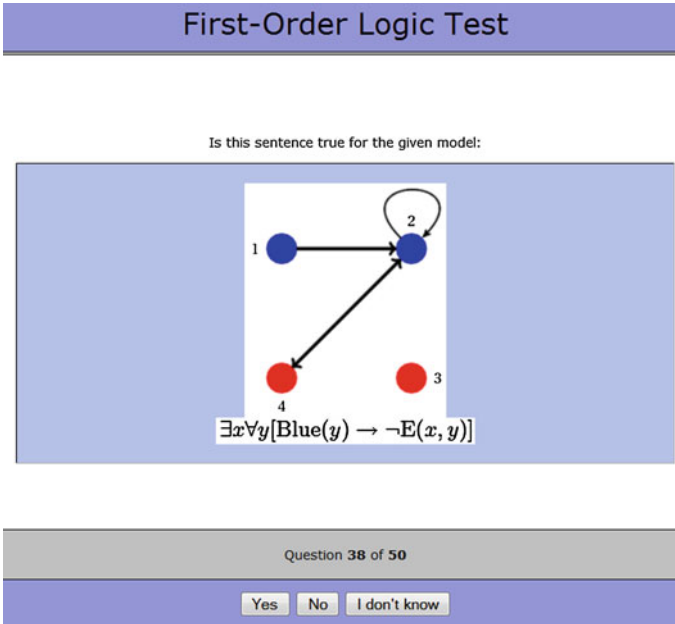 First-Order Logic Test
Is this sentence true for the given model:
2
1
3
4
∃x∀y[Blue(y) → ¬E(x, y)]
Question 38 of 50
Yes No I don't know